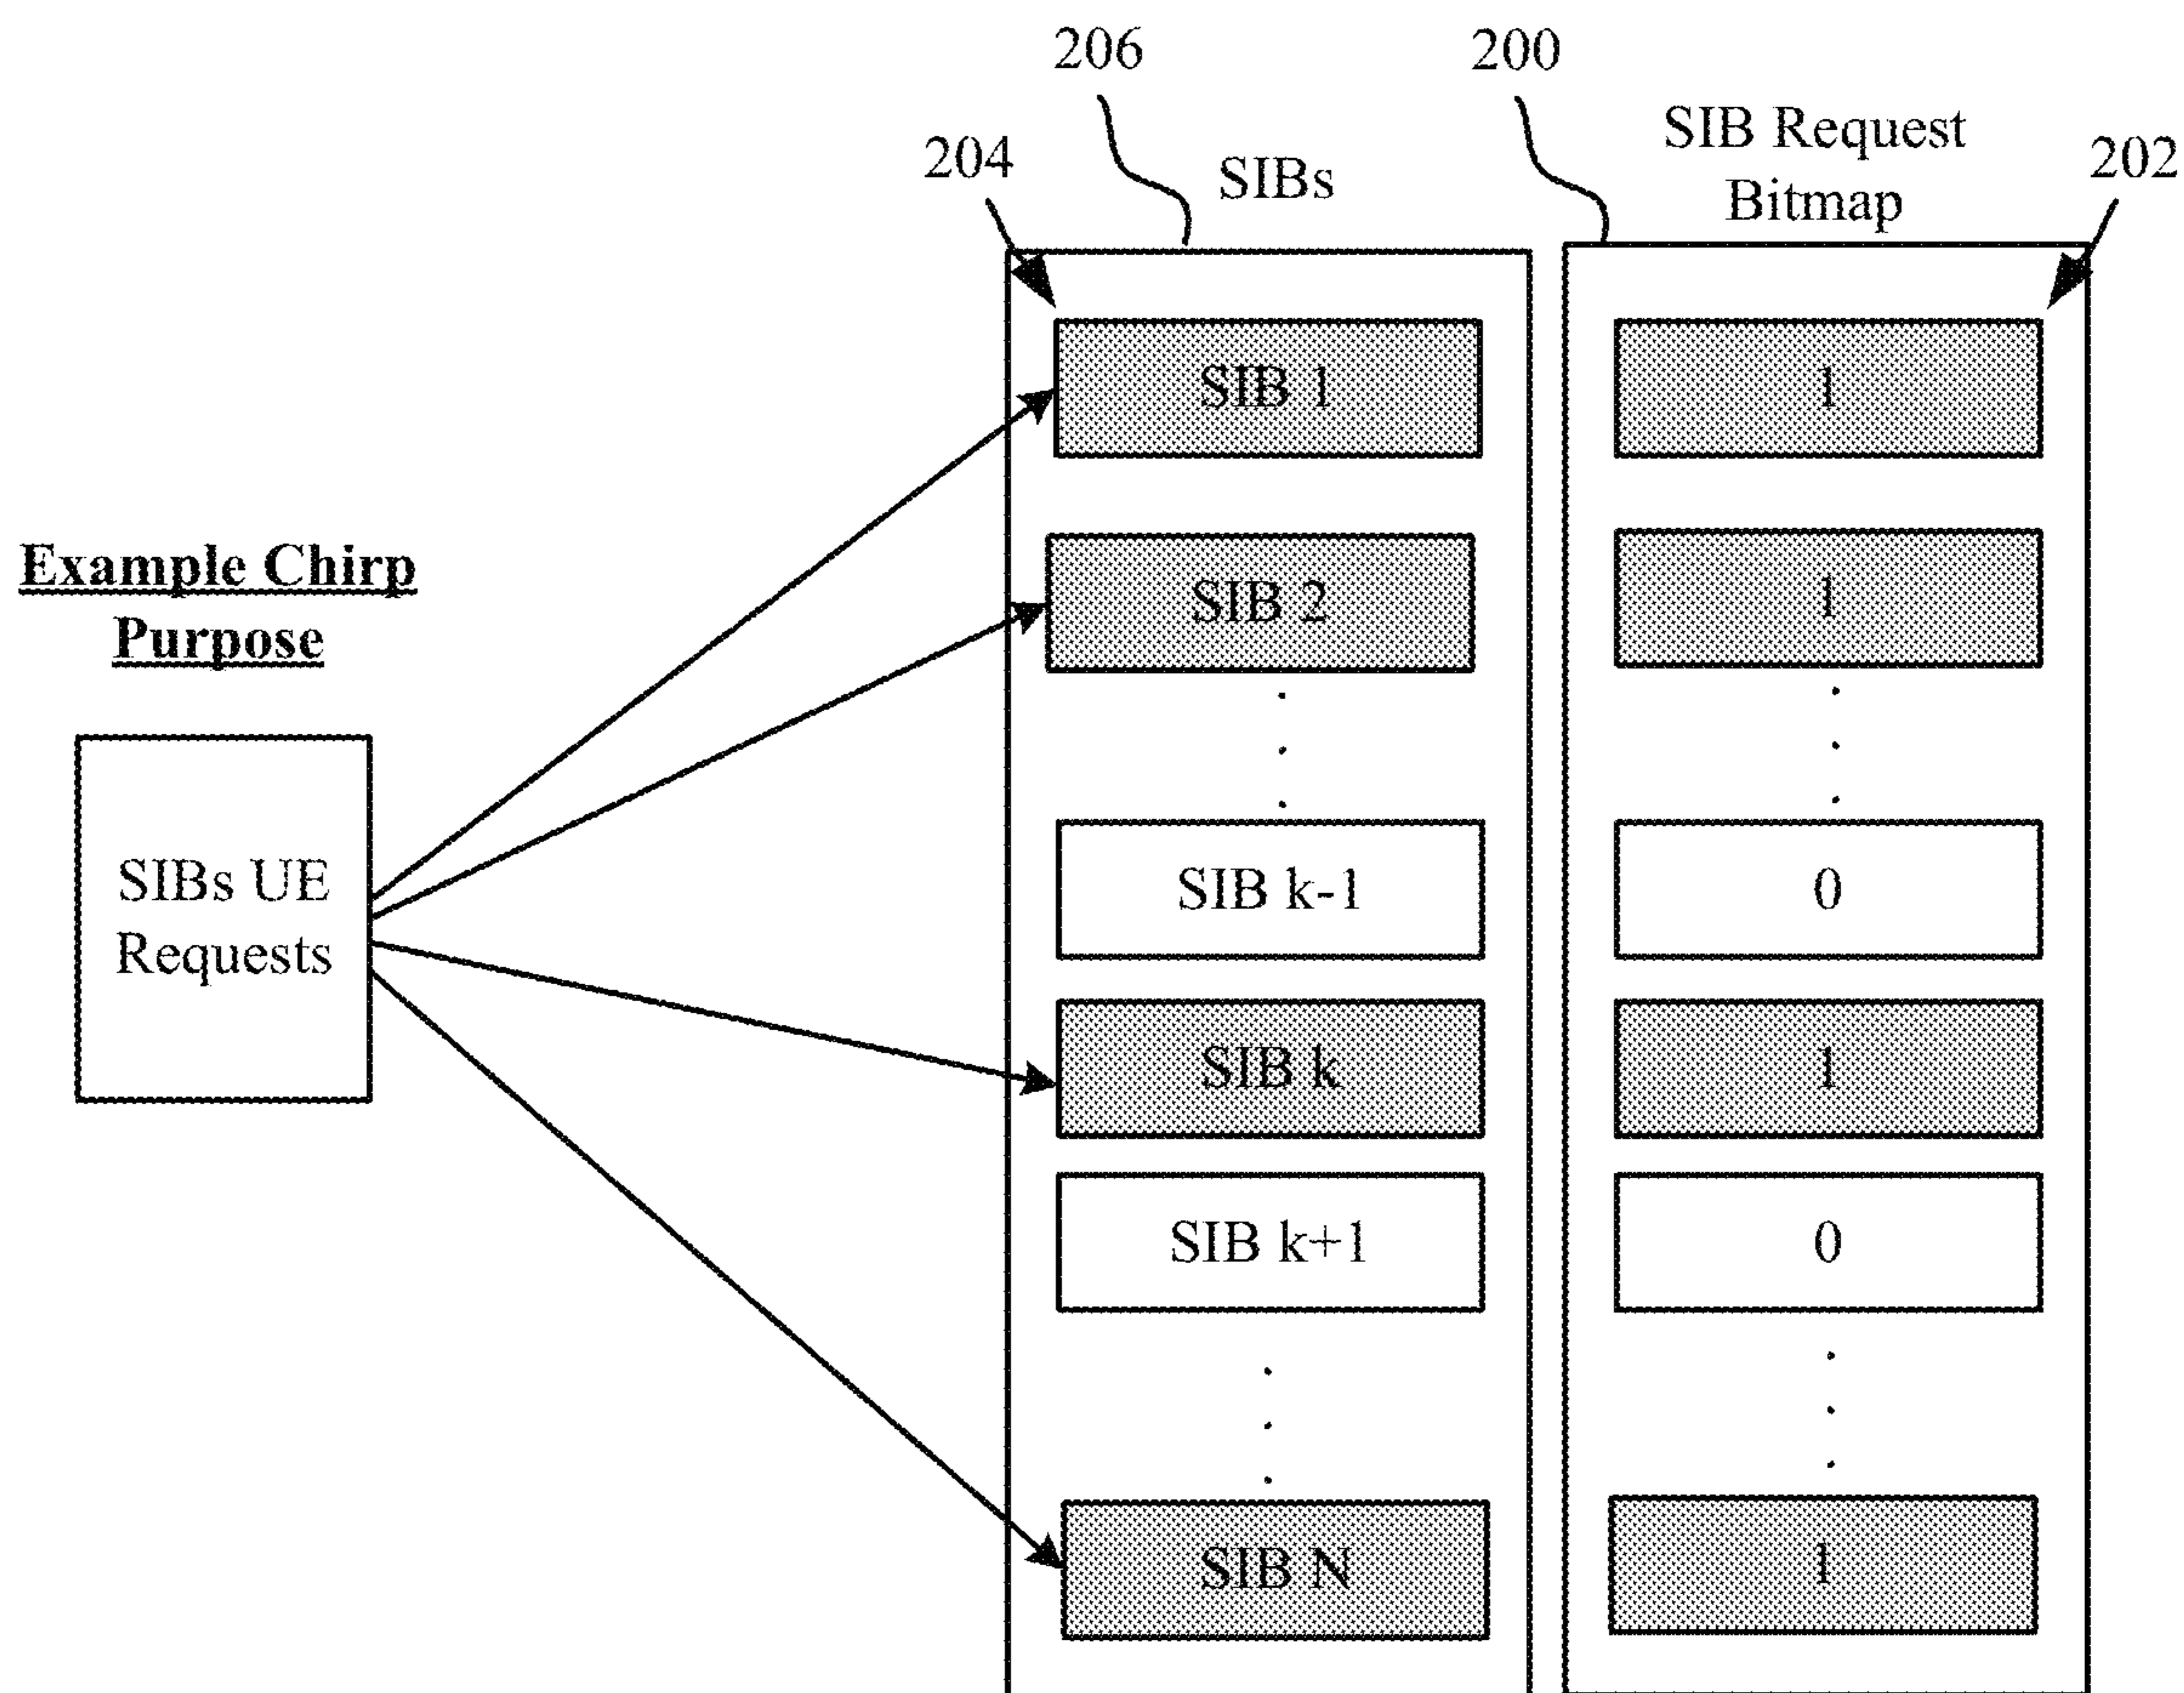 206
200
204
SIBs
SIB Request
Bitmap
202
SIB 1
1
SIB 2
1
Example Chirp
Purpose
SIBs UE
Requests
SIB k-1
0
SIB k
1
SIB k+1
0
SIB N
1